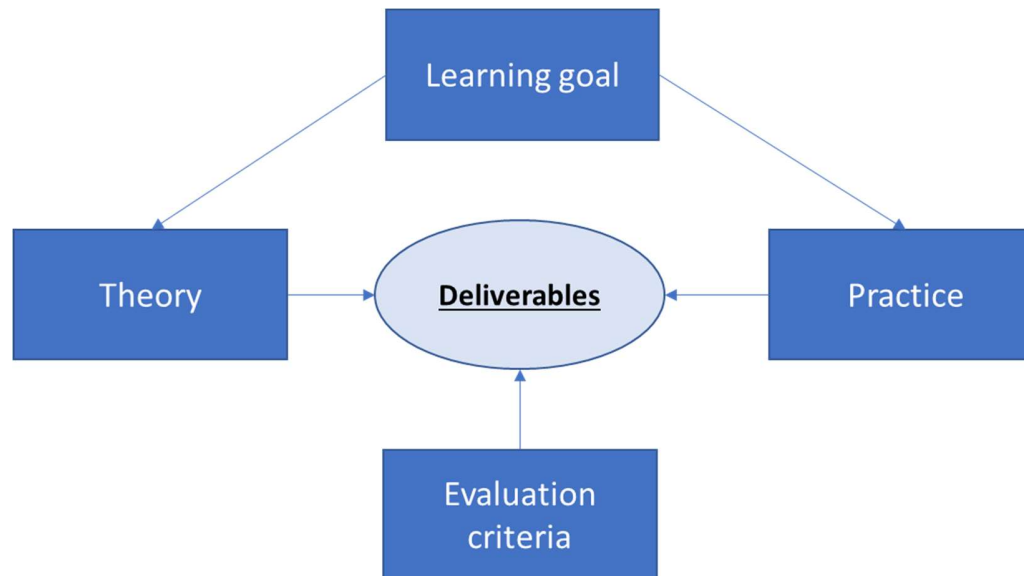 Learning goal
Theory
Deliverables
Practice
Evaluation
criteria